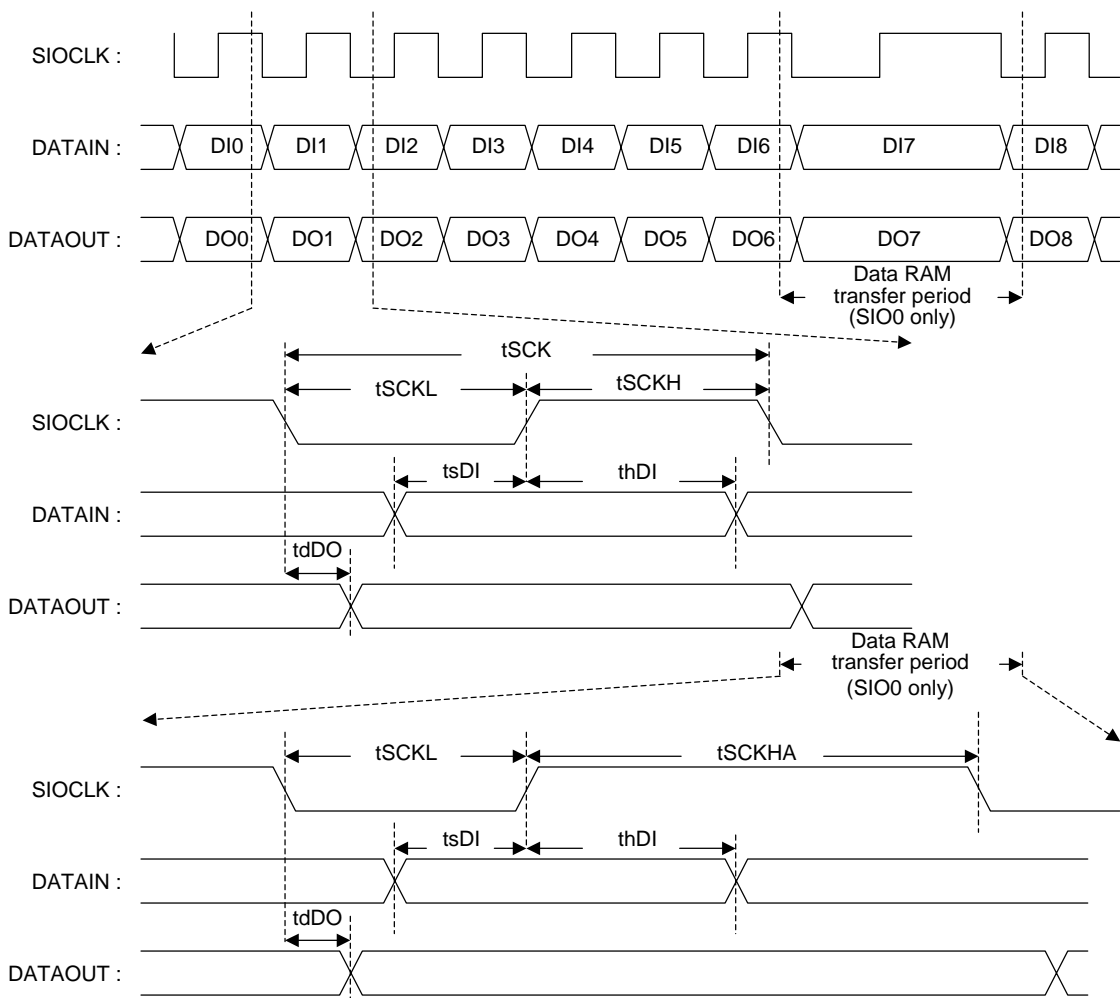 SIOCLK :
DATAIN : DI0 DI1 DI2 DI3 DI4 DI5 DI6 DI7 DI8
DATAOUT : DO0 DO1 DO2 DO3 DO4 DO5 DO6 DO7 DO8
Data RAM
transfer period
(SIO0 only)
tSCK
tSCKL tSCKH
SIOCLK :
tsDI thDI
DATAIN :
tdDO
DATAOUT :
Data RAM
transfer period
(SIO0 only)
tSCKL tSCKHA
SIOCLK :
tsDI thDI
DATAIN :
tdDO
DATAOUT :